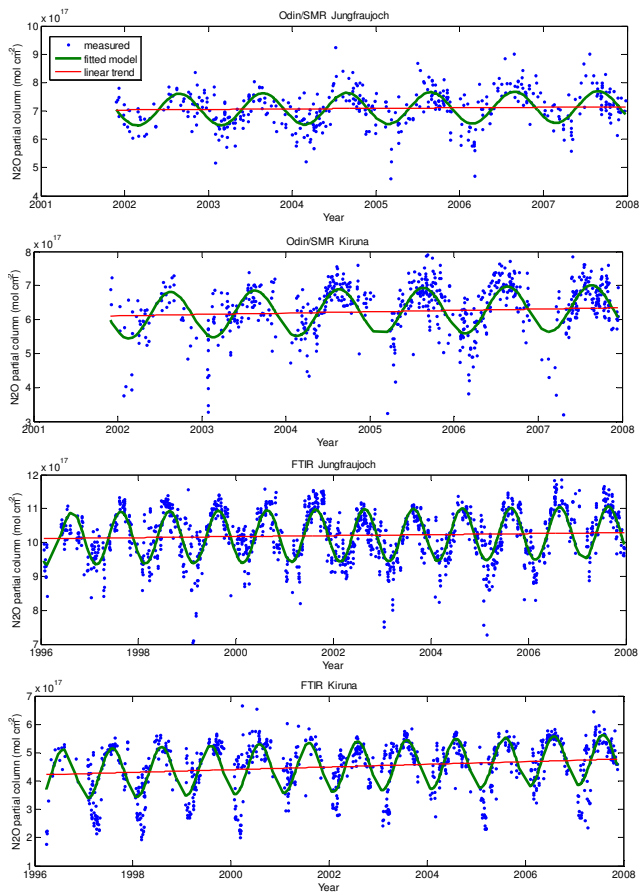 x 10^17
Odin/SMR Jungfraujoch
10
9
8
7
6
5
4
N2O partial column (mol cm^-2)
measured
fitted model
linear trend
2001 2002 2003 2004 2005 2006 2007 2008
Year
x 10^17
Odin/SMR Kiruna
8
7
6
5
4
3
N2O partial column (mol cm^-2)
2001 2002 2003 2004 2005 2006 2007 2008
Year
x 10^17
FTIR Jungfraujoch
12
11
10
9
8
7
N2O partial column (mol cm^-2)
1996 1998 2000 2002 2004 2006 2008
Year
x 10^17
FTIR Kiruna
7
6
5
4
3
2
1
N2O partial column (mol cm^-2)
1996 1998 2000 2002 2004 2006 2008
Year